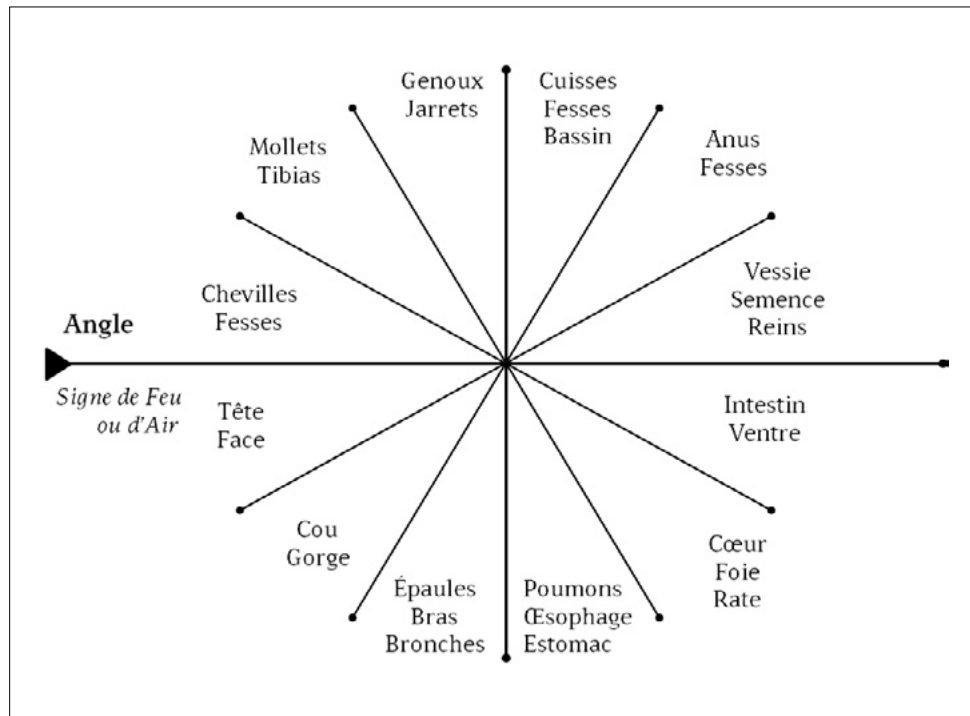 Genoux
Jarrets
Cuisses
Fesses
Bassin
Mollets
Tibias
Anus
Fesses
Chevilles
Fesses
Vessie
Semence
Reins
Angle
Signe de Feu
ou d'Air
Tête
Face
Intestin
Ventre
Cou
Gorge
Cœur
Foie
Rate
Épaules
Bras
Bronches
Poumons
Œsophage
Estomac